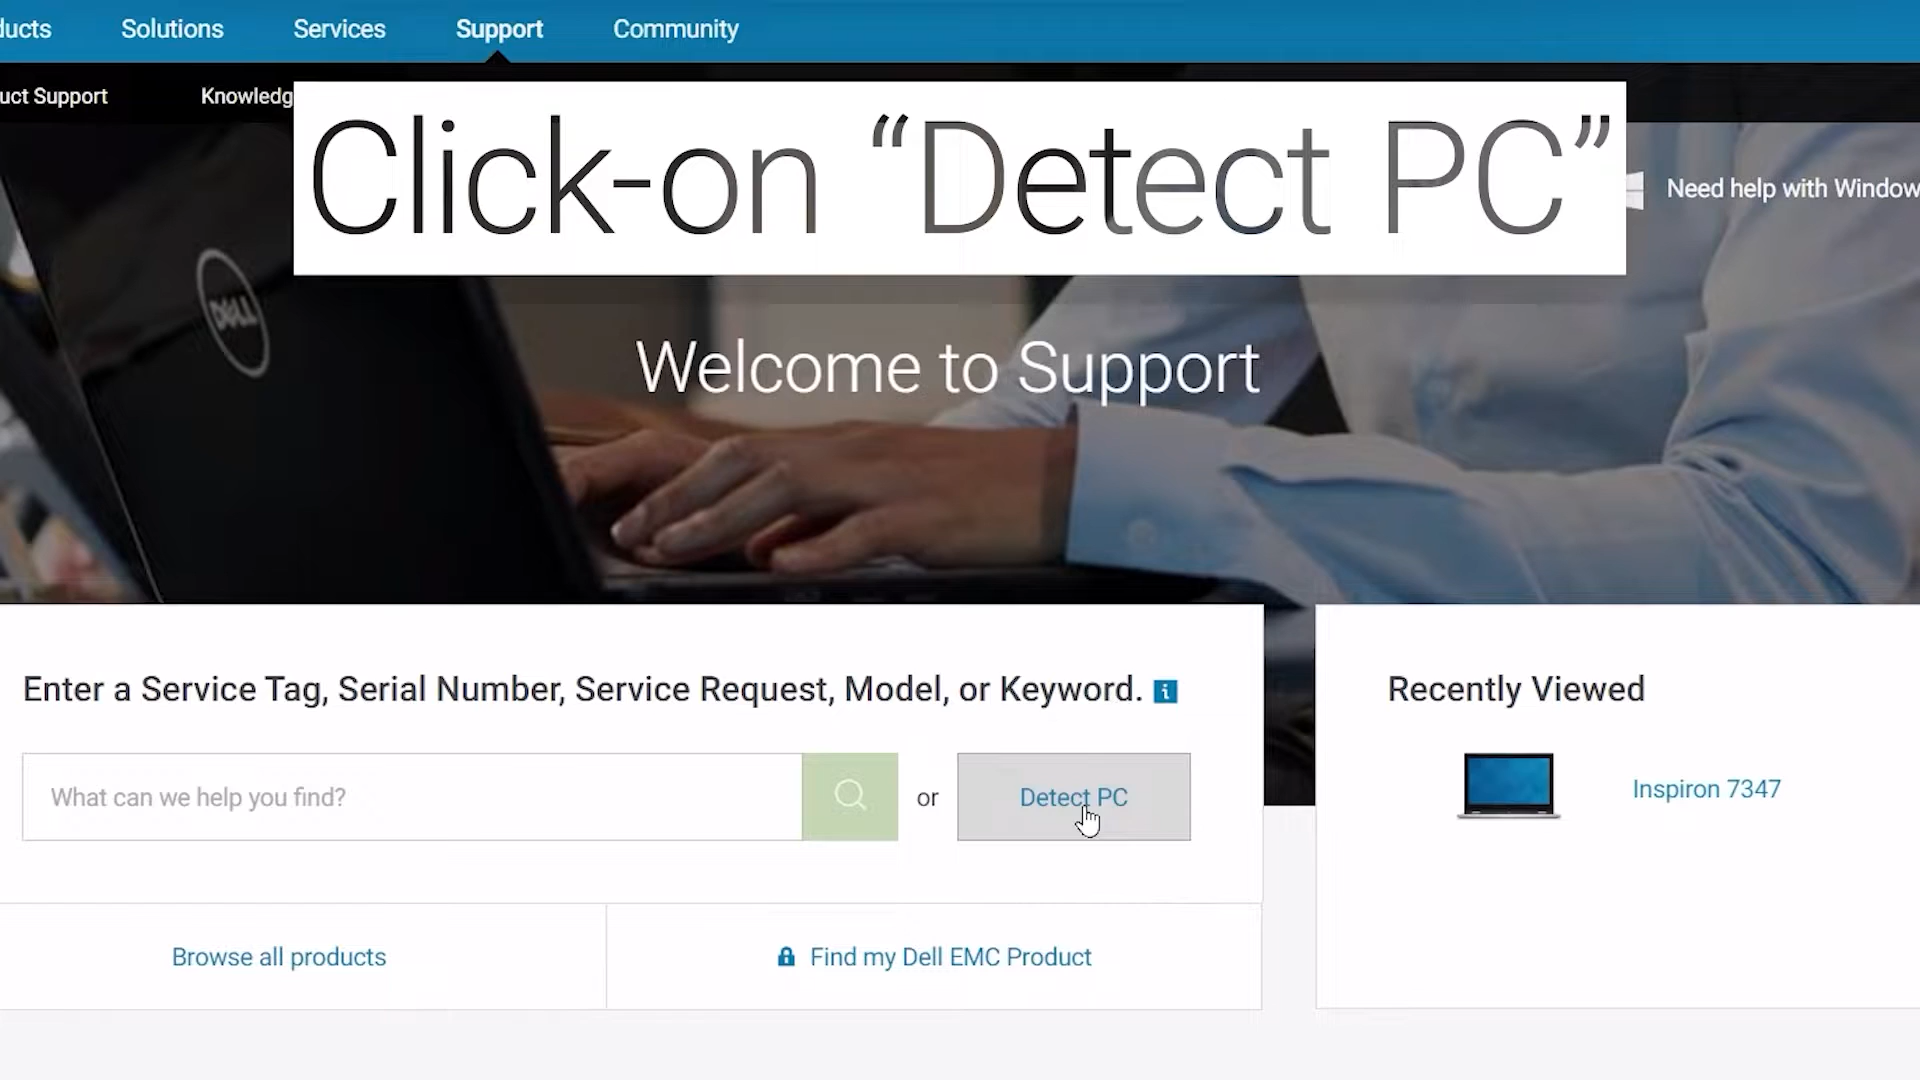 ducts Solutions Services Support Community
uct Support Knowledg
Click-on “Detect PC”
Need help with Window
DELL
Welcome to Support
Enter a Service Tag, Serial Number, Service Request, Model, or Keyword. i
What can we help you find? or Detect PC
Browse all products Find my Dell EMC Product
Recently Viewed
Inspiron 7347